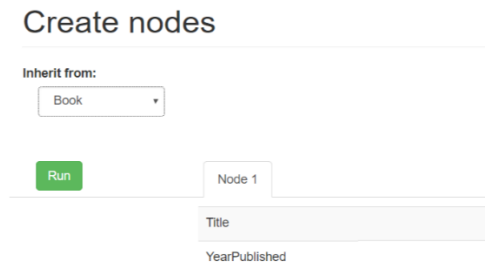 Create nodes
Inherit from:
Book
Run
Node 1
Title
YearPublished